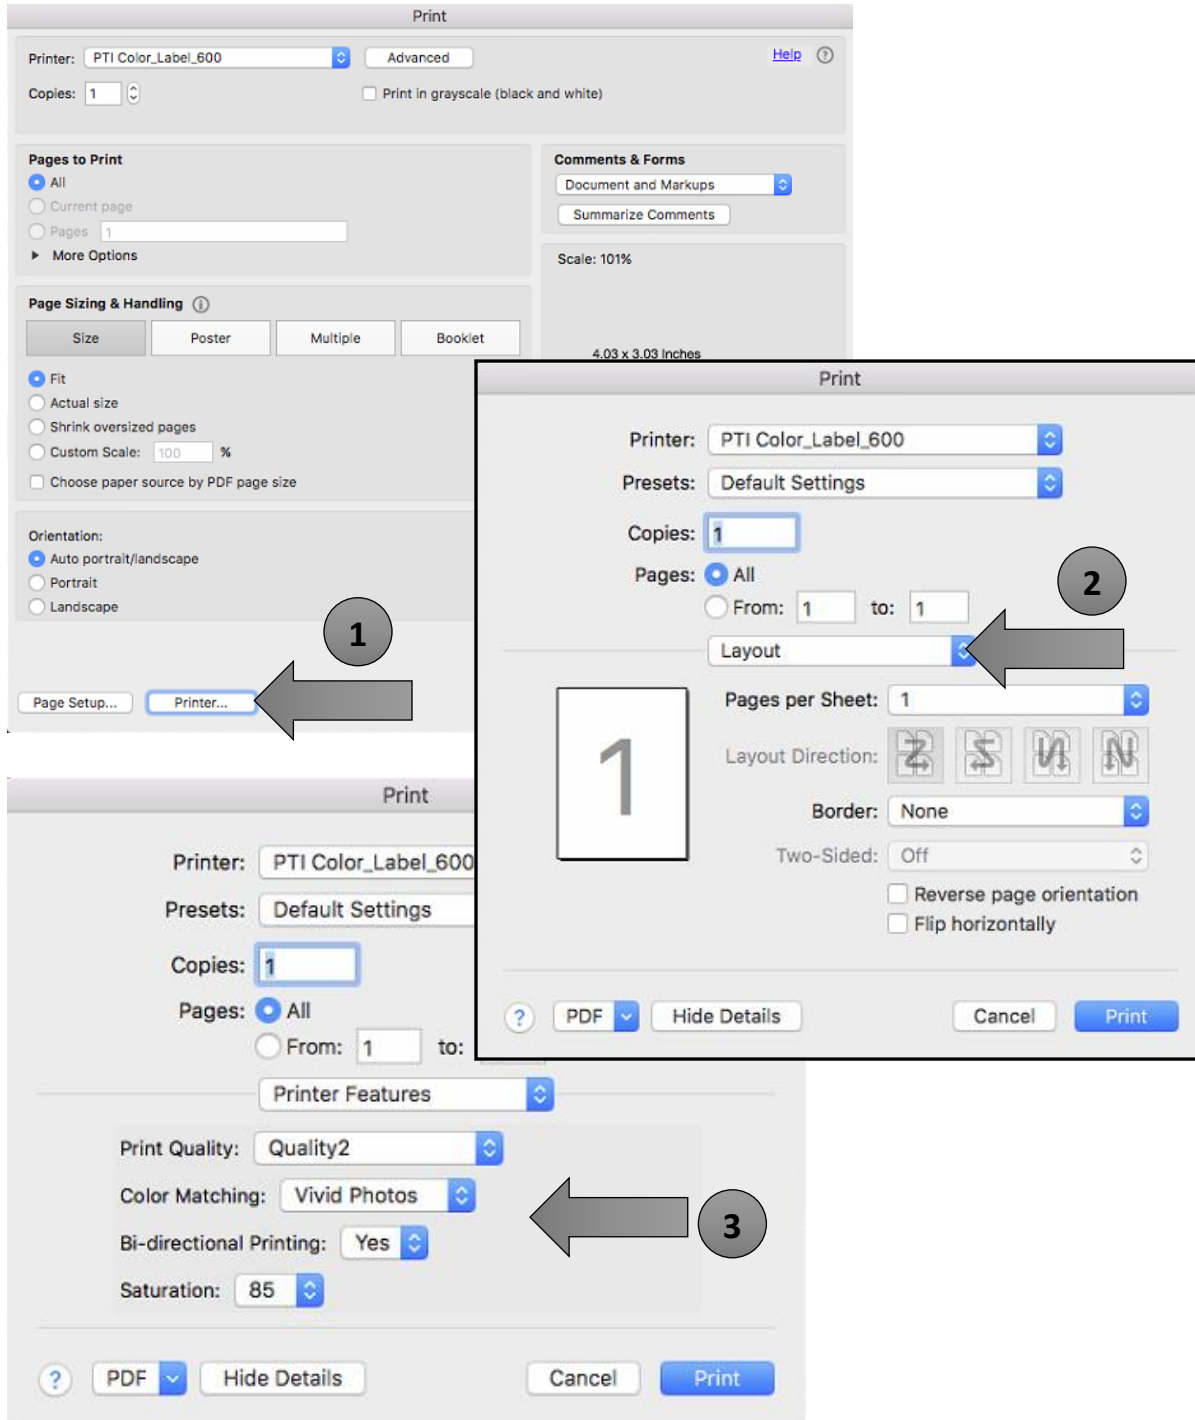 Print
Printer: PTI Color_Label_600 Advanced Help ?
Copies: 1 Print in grayscale (black and white)
Pages to Print
All
Current page
Pages 1
More Options
Comments & Forms
Document and Markups
Summarize Comments
Scale: 101%
4.03 x 3.03 Inches
Page Sizing & Handling i
Size Poster Multiple Booklet
Fit
Actual size
Shrink oversized pages
Custom Scale: 100 %
Choose paper source by PDF page size
Orientation:
Auto portrait/landscape
Portrait
Landscape
1
Page Setup... Printer...
Print
Printer: PTI Color_Label_600
Presets: Default Settings
Copies: 1
Pages: All
From: 1 to: 1
2
Layout
1
Pages per Sheet: 1
Layout Direction:
Border: None
Two-Sided: Off
Reverse page orientation
Flip horizontally
? PDF Hide Details Cancel Print
Print
Printer: PTI Color_Label_600
Presets: Default Settings
Copies: 1
Pages: All
From: 1 to:
Printer Features
Print Quality: Quality2
Color Matching: Vivid Photos
Bi-directional Printing: Yes
Saturation: 85
3
? PDF Hide Details Cancel Print